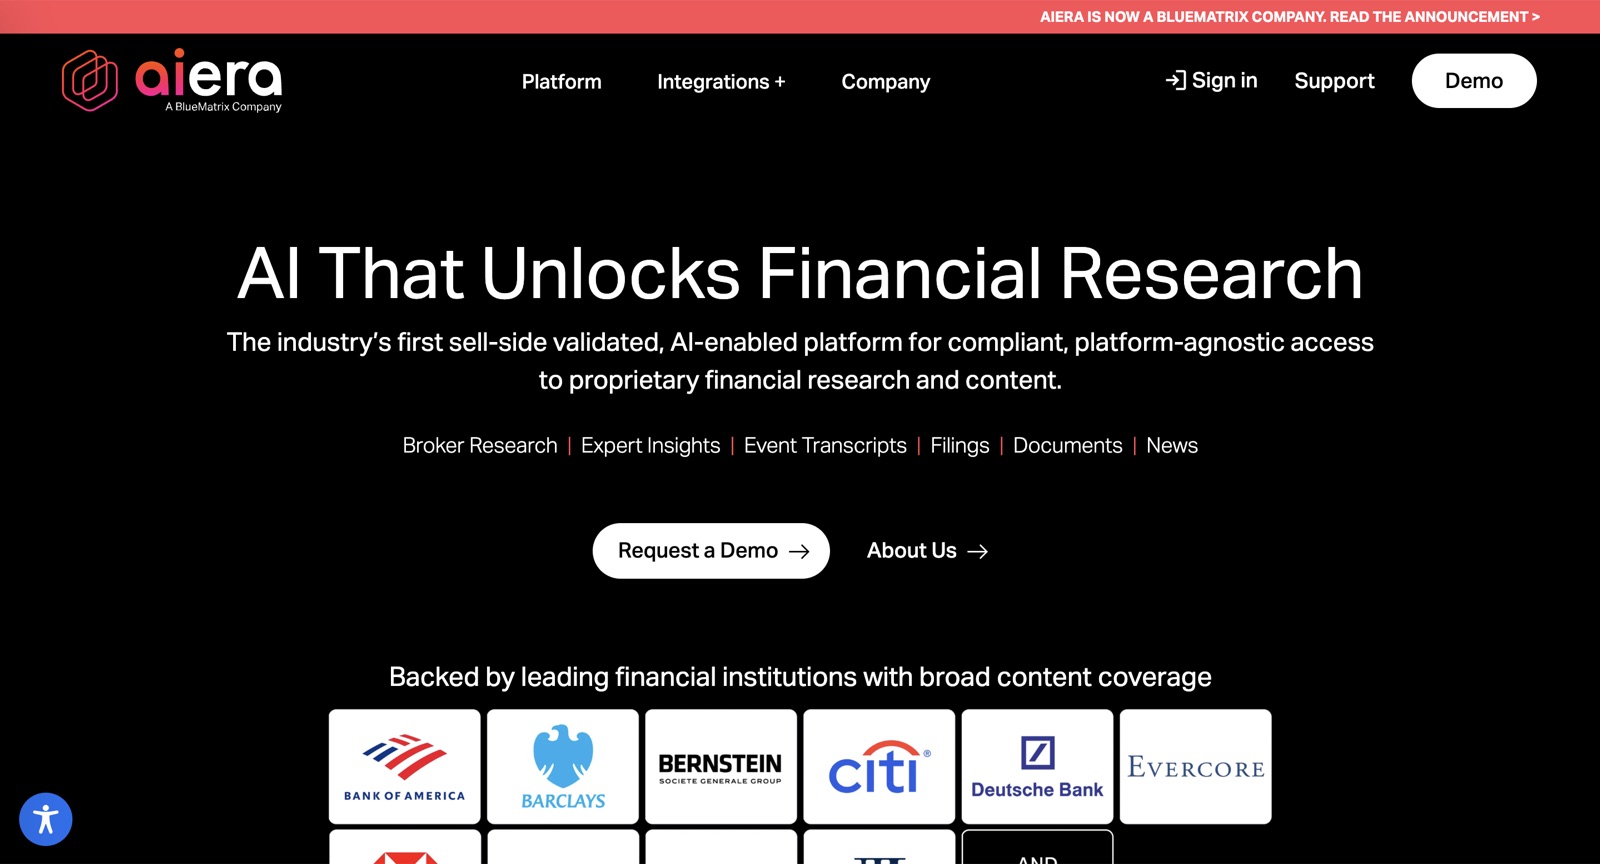 AIERA IS NOW A BLUEMATRIX COMPANY. READ THE ANNOUNCEMENT >
aiera
A BlueMatrix Company
Platform
Integrations +
Company
Sign in
Support
Demo
AI That Unlocks Financial Research
The industry’s first sell-side validated, AI-enabled platform for compliant, platform-agnostic access
to proprietary financial research and content.
Broker Research | Expert Insights | Event Transcripts | Filings | Documents | News
Request a Demo →
About Us →
Backed by leading financial institutions with broad content coverage
BANK OF AMERICA
BARCLAYS
BERNSTEIN
SOCIETE GENERALE GROUP
citi®
Deutsche Bank
EVERCORE
AND